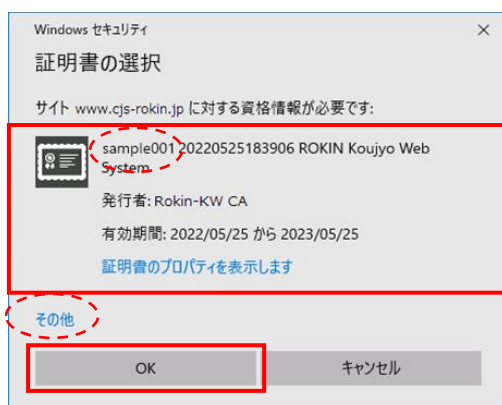 Windows セキュリティ
証明書の選択
サイト www.cjs-rokin.jp に対する資格情報が必要です:
sample001 20220525183906 ROKIN Koujyo Web
System
発行者: Rokin-KW CA
有効期間: 2022/05/25 から 2023/05/25
証明書のプロパティを表示します
その他
OK
キャンセル